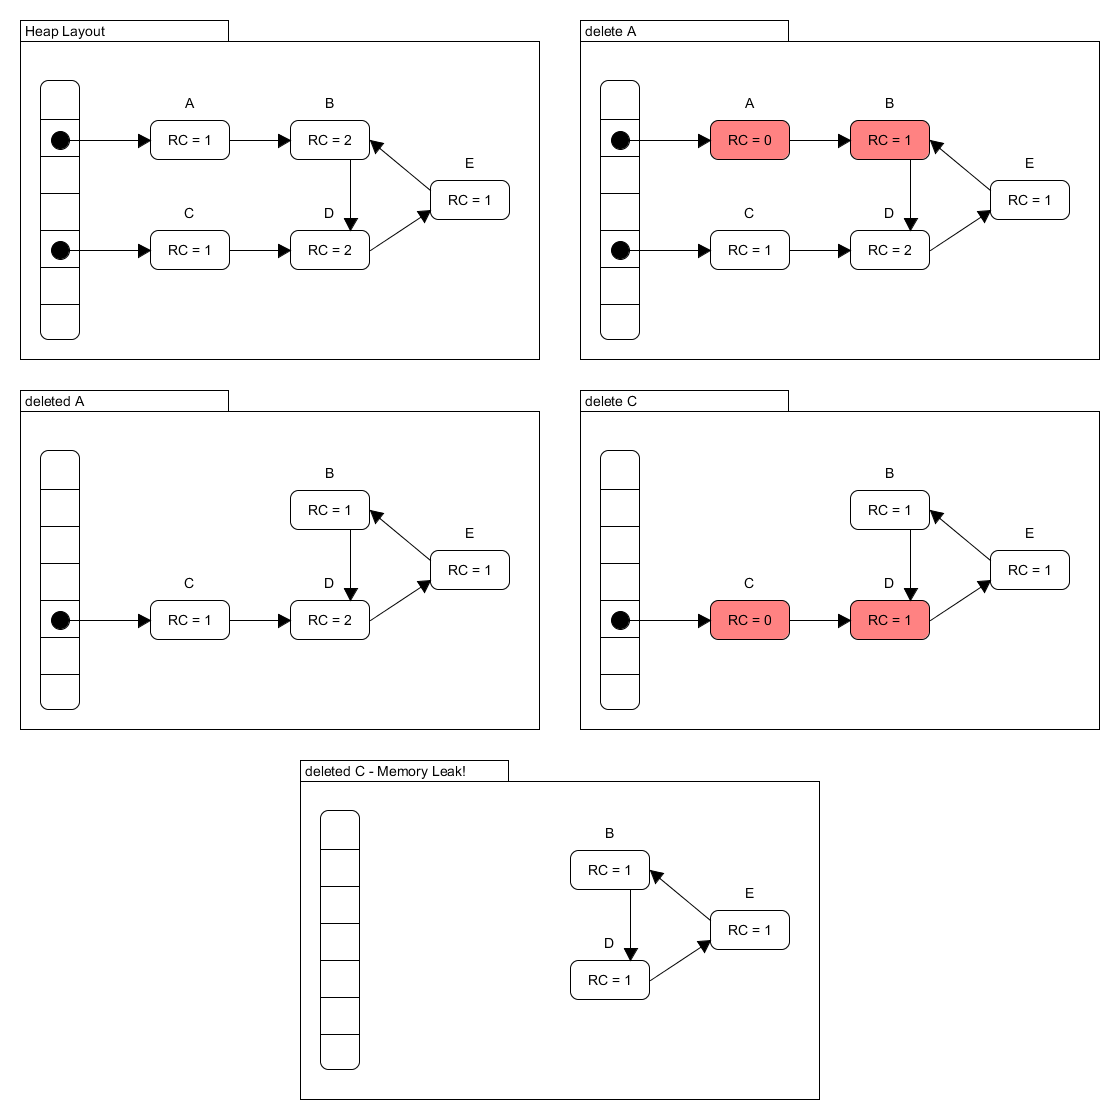 Heap Layout
A
B
RC = 1
RC = 2
E
RC = 1
C
D
RC = 1
RC = 2
delete A
A
B
RC = 0
RC = 1
E
RC = 1
C
D
RC = 1
RC = 2
deleted A
B
RC = 1
E
RC = 1
C
D
RC = 1
RC = 2
delete C
B
RC = 1
E
RC = 1
C
D
RC = 0
RC = 1
deleted C - Memory Leak!
B
RC = 1
E
RC = 1
D
RC = 1